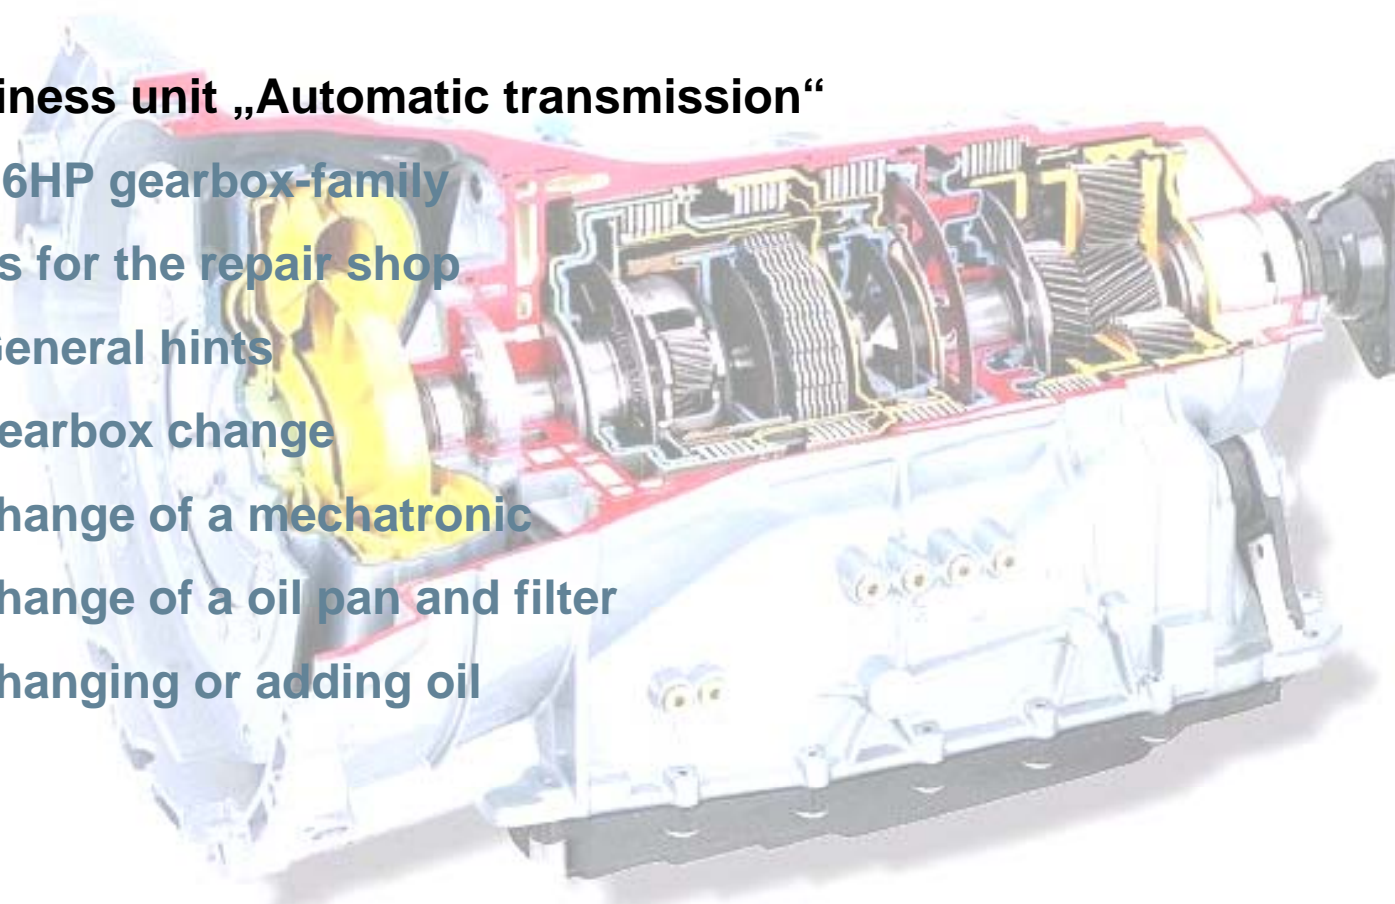 iness unit „Automatic transmission“
6HP gearbox-family
s for the repair shop
eneral hints
earbox change
hange of a mechatronic
hange of a oil pan and filter
hanging or adding oil